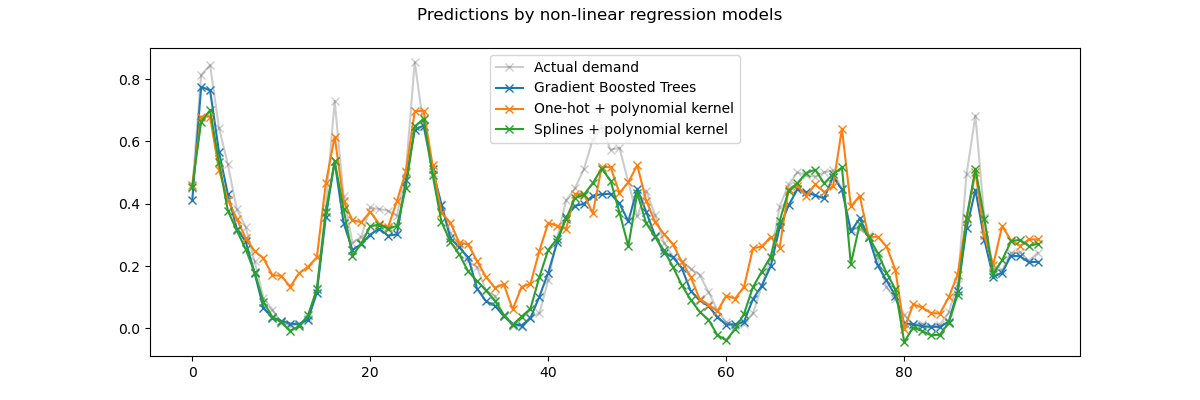 Predictions by non-linear regression models
Actual demand
Gradient Boosted Trees
One-hot + polynomial kernel
Splines + polynomial kernel
0.8
0.6
0.4
0.2
0.0
0 20 40 60 80